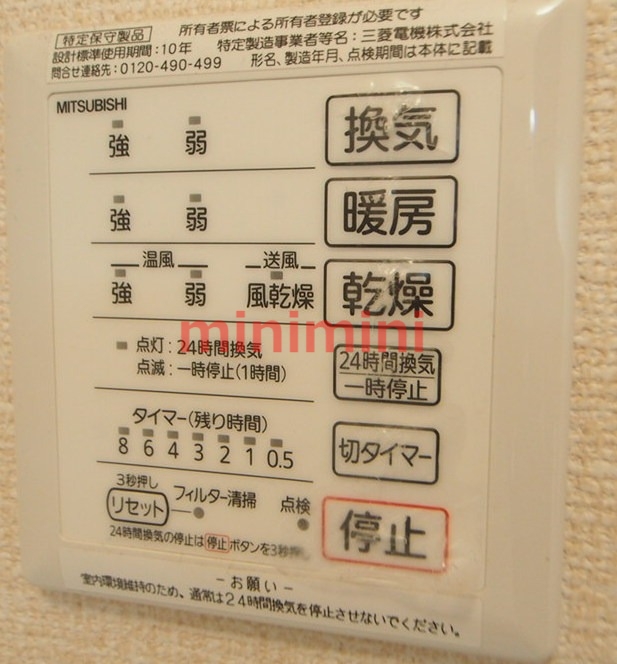 特定保守製品 所有者票による所有者登録が必要です
設計標準使用期間:10年 特定製造事業者等名:三菱電機株式会社
問合せ連絡先:0120-490-499 形名、製造年月、点検期間は本体に記載
MITSUBISHI
強 弱 換気
強 弱 暖房
温風 送風
強 弱 風乾燥 乾燥
minimini
点灯:24時間換気
点滅:一時停止(1時間)
24時間換気
一時停止
タイマー(残り時間)
8 6 4 3 2 1 0.5
切タイマー
3秒押し
リセット フィルター清掃 点検
24時間換気の停止は停止ボタンを3秒押し
停止
-お願い-
室内環境維持のため、通常は24時間換気を停止させないでください。